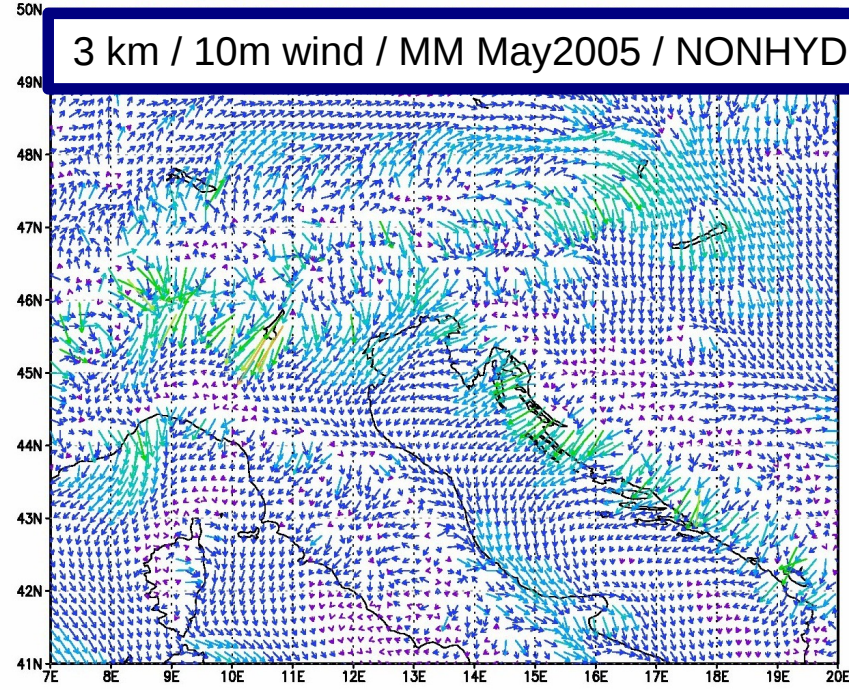 50N
3 km / 10m wind / MM May2005 / NONHYD
49N
48N
47N
46N
45N
44N
43N
42N
41N
7E 8E 9E 10E 11E 12E 13E 14E 15E 16E 17E 18E 19E 20E